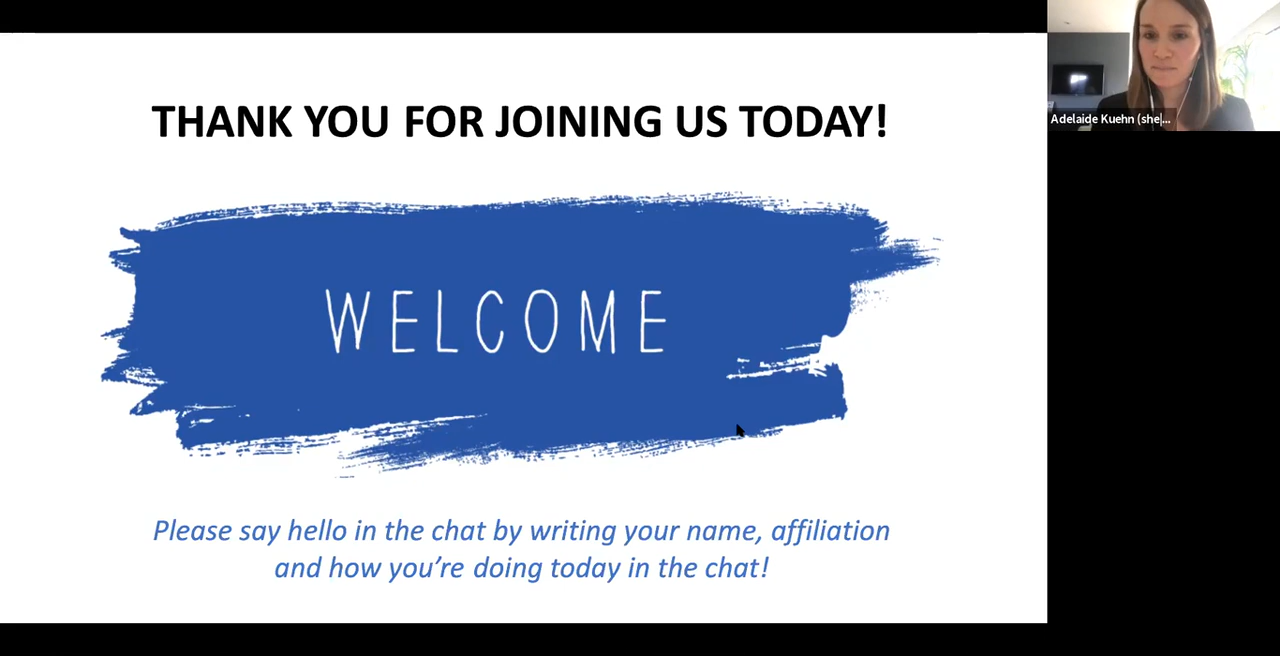 THANK YOU FOR JOINING US TODAY!
WELCOME
Please say hello in the chat by writing your name, affiliation
and how you're doing today in the chat!
Adelaide Kuehn (she|...